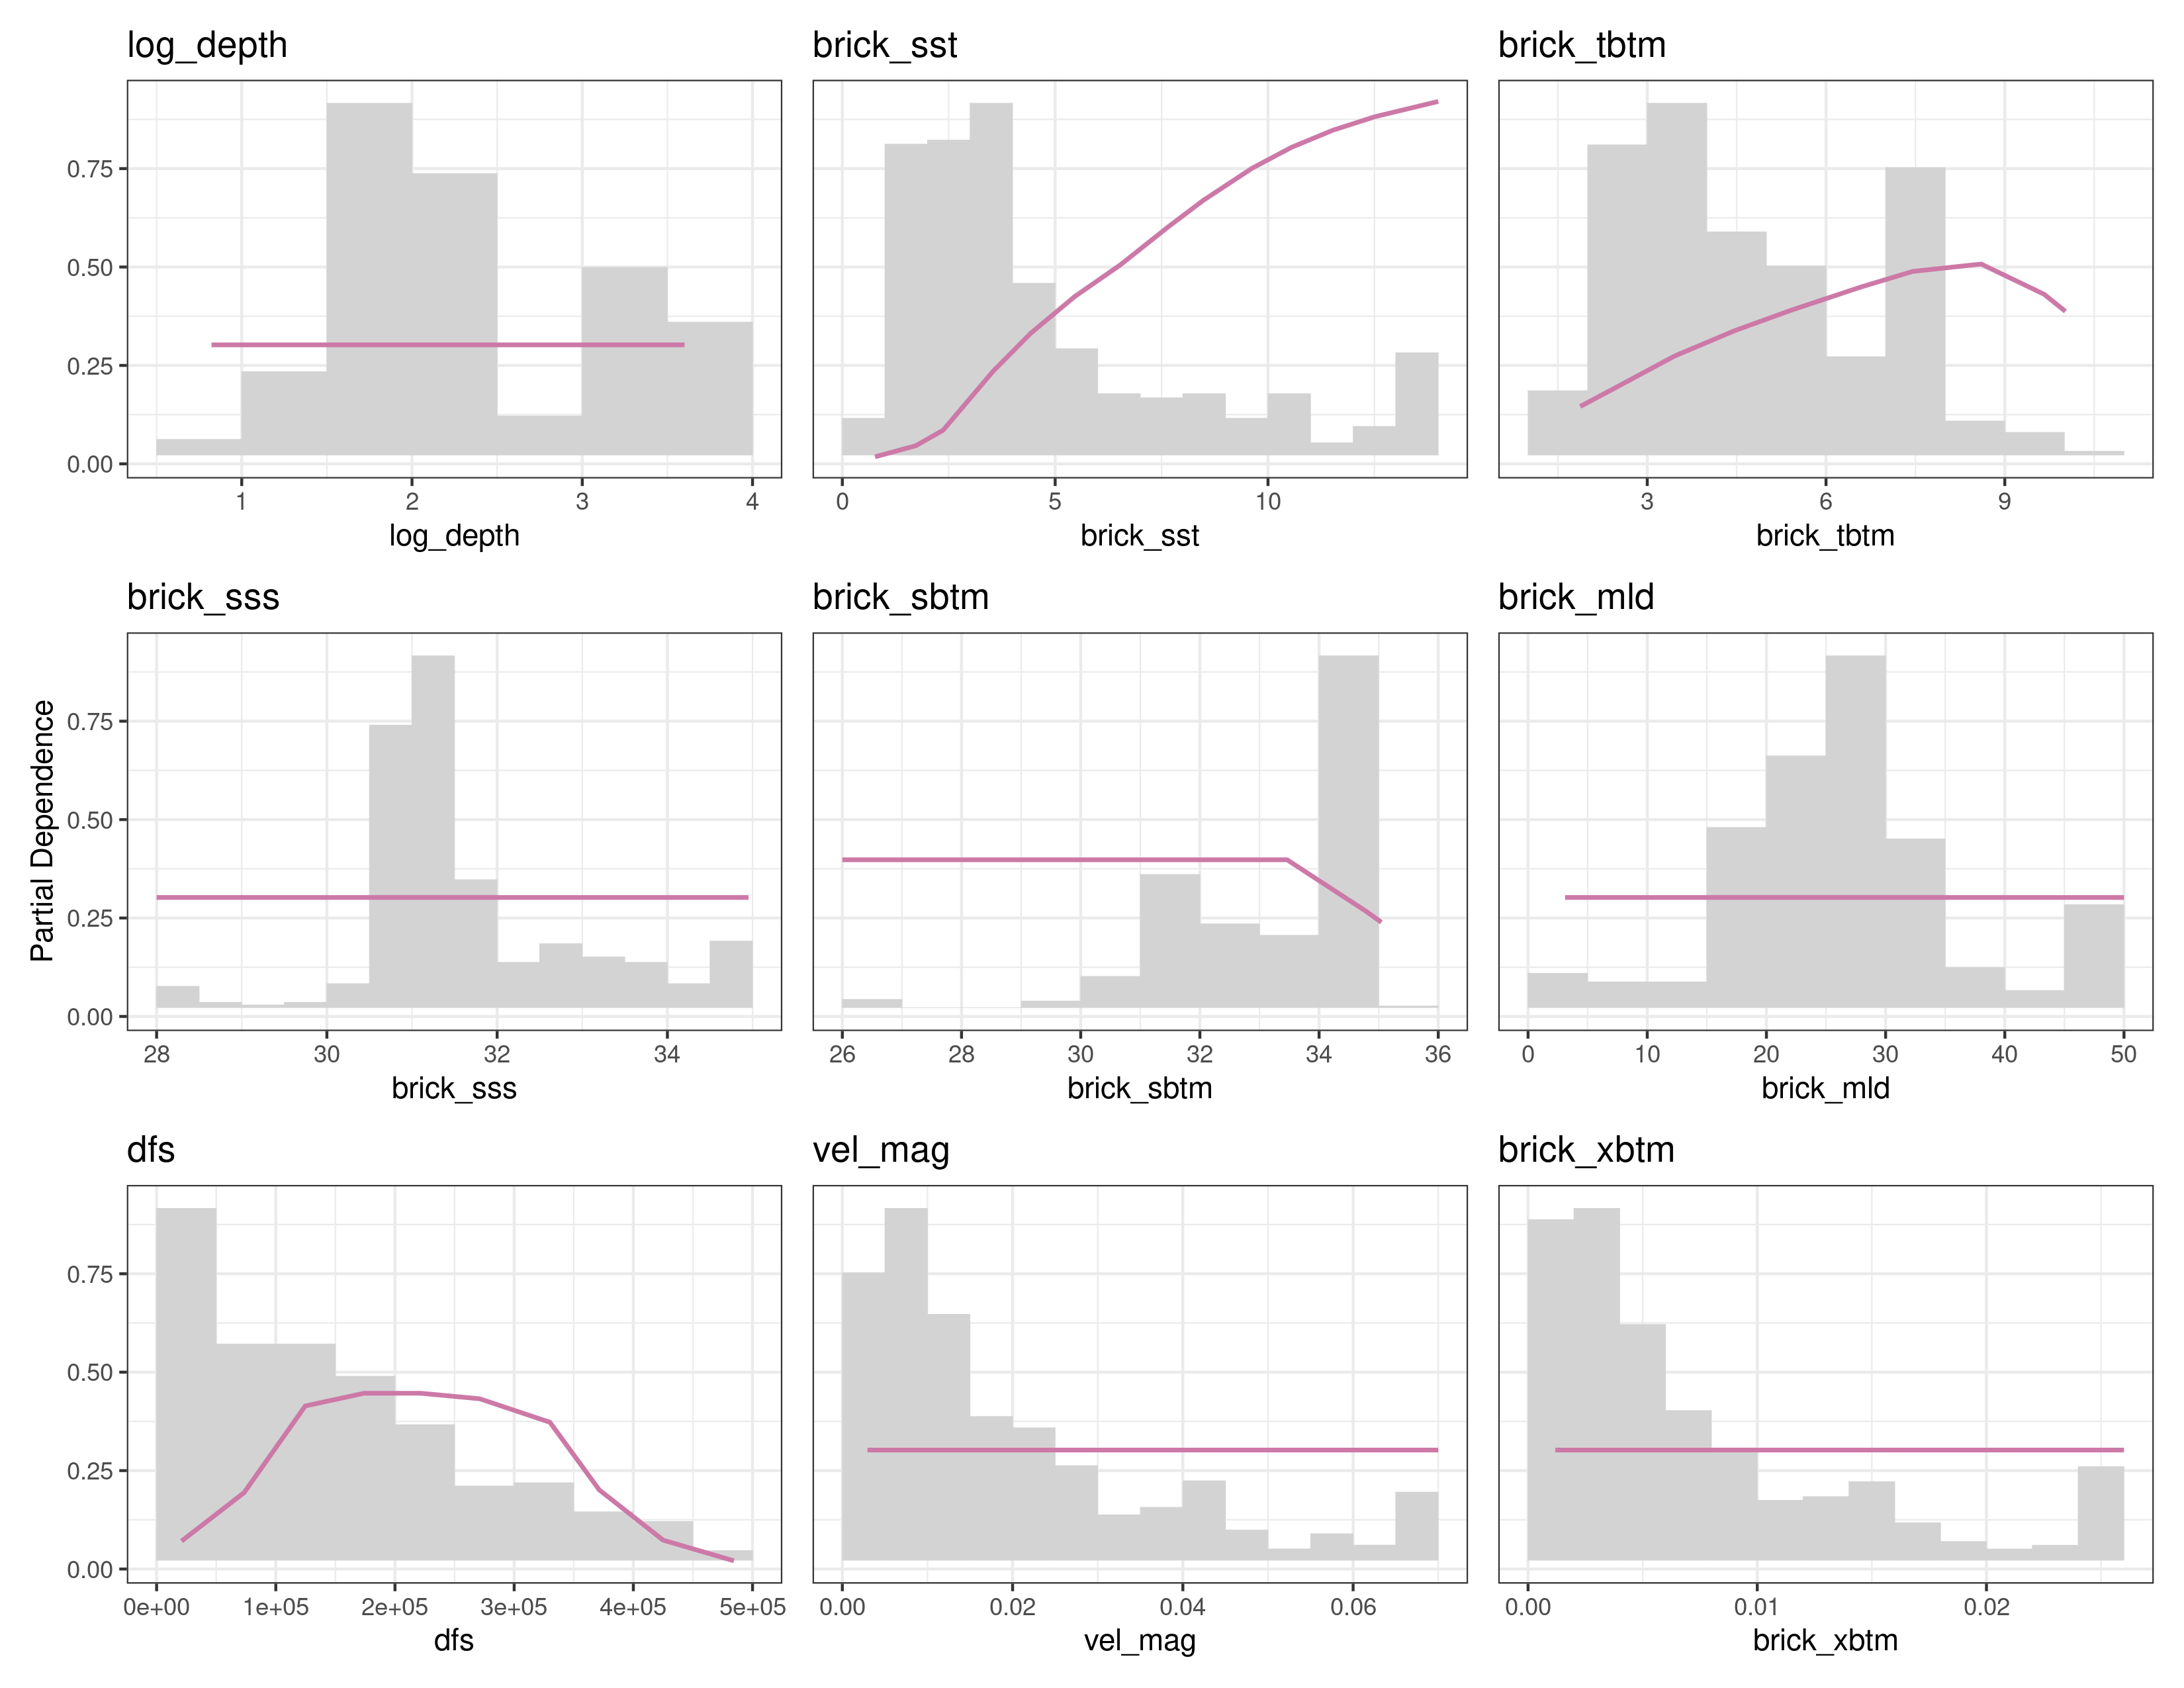 log_depth
brick_sst
brick_tbtm
0.75
0.50
0.25
0.00
1 2 3 4
0 5 10
3 6 9
log_depth
brick_sst
brick_tbtm
brick_sss
brick_sbtm
brick_mld
Partial Dependence
0.75
0.50
0.25
0.00
28 30 32 34
26 28 30 32 34 36
0 10 20 30 40 50
brick_sss
brick_sbtm
brick_mld
dfs
vel_mag
brick_xbtm
0.75
0.50
0.25
0.00
0e+00 1e+05 2e+05 3e+05 4e+05 5e+05
0.00 0.02 0.04 0.06
0.00 0.01 0.02
dfs
vel_mag
brick_xbtm